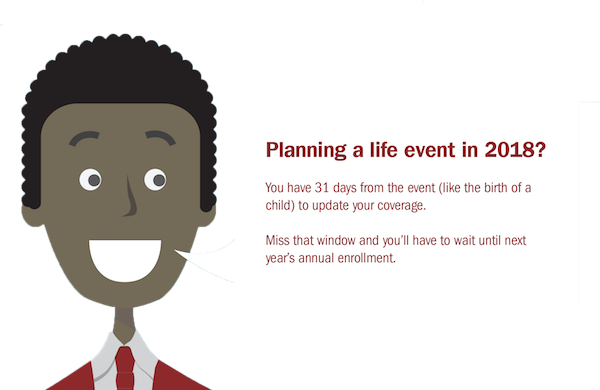 Planning a life event in 2018?
You have 31 days from the event (like the birth of a
child) to update your coverage.
Miss that window and you'll have to wait until next
year's annual enrollment.